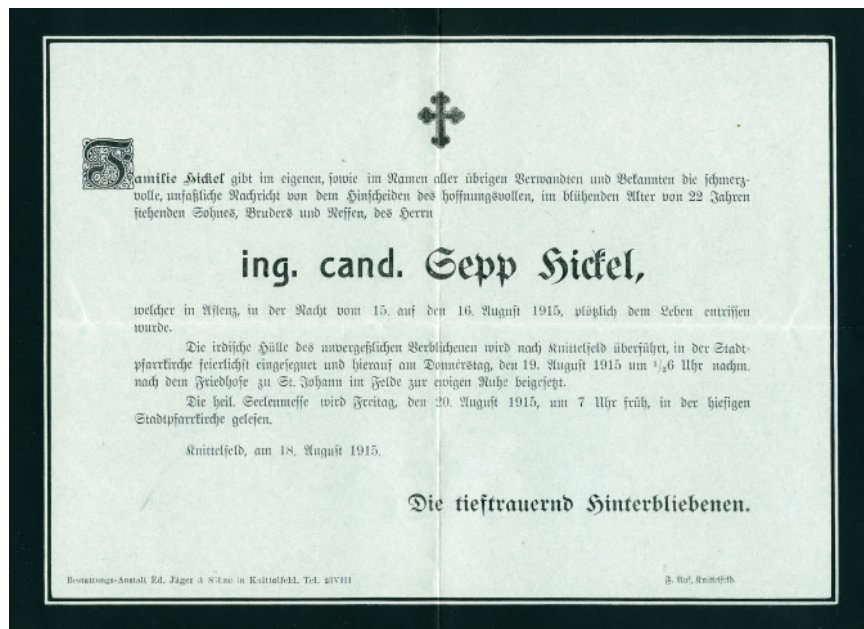 Familie Hickel gibt im eigenen, sowie im Namen aller übrigen Verwandten und Bekannten die schmerz-
volle, unfaßliche Nachricht von dem Hinscheiden des hoffnungsvollen, im blühenden Alter von 22 Jahren
stehenden Sohnes, Bruders und Neffen, des Herrn
ing. cand. Sepp Hickel,
welcher in Aflenz, in der Nacht vom 15. auf den 16. August 1915, plötzlich dem Leben entrissen
wurde.
Die irdische Hülle des unvergeßlichen Verblichenen wird nach Knittelfeld überführt, in der Stadt-
pfarrkirche feierlichst eingesegnet und hierauf am Donnerstag, den 19. August 1915 um 1/26 Uhr nachm.
nach dem Friedhofe zu St. Johann im Felde zur ewigen Ruhe beigesetzt.
Die heil. Seelenmesse wird Freitag, den 20. August 1915, um 7 Uhr früh, in der hiesigen
Stadtpfarrkirche gelesen.
Knittelfeld, am 18. August 1915.
Die tieftrauernd Hinterbliebenen.
Bestattungs-Anstalt Ed. Jäger & Söhne in Knittelfeld. Tel.
F. Knittelfeld.